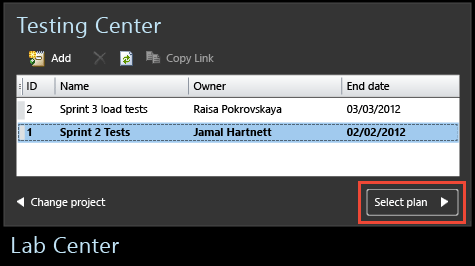 Testing Center
Add Copy Link
ID Name Owner End date
2 Sprint 3 load tests Raisa Pokrovskaya 03/03/2012
1 Sprint 2 Tests Jamal Hartnett 02/02/2012
Change project Select plan
Lab Center